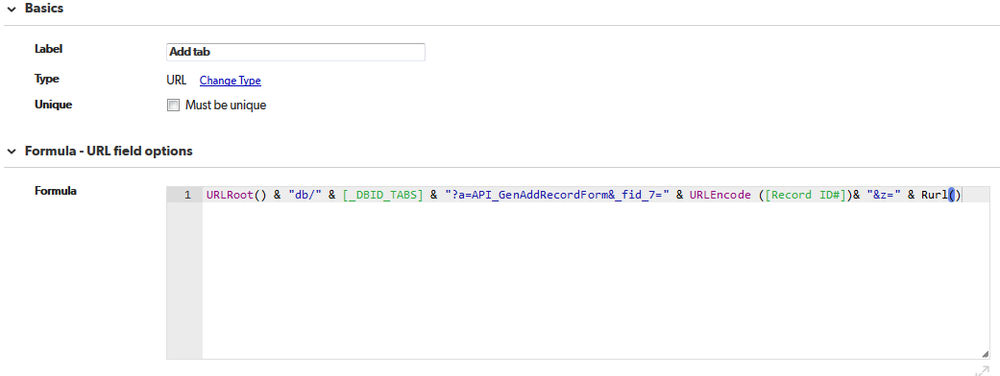 Basics
Label Add tab
Type URL Change Type
Unique Must be unique
Formula - URL field options
Formula 1 URLRoot() & "db/" & [_DBID_TABS] & "?a=API_GenAddRecordForm&_fid_7=" & URLEncode ([Record ID#])& "&z=" & Rurl()